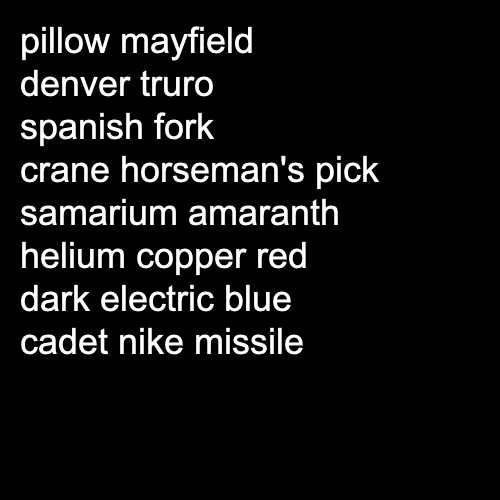 pillow mayfield
denver truro
spanish fork
crane horseman's pick
samarium amaranth
helium copper red
dark electric blue
cadet nike missile